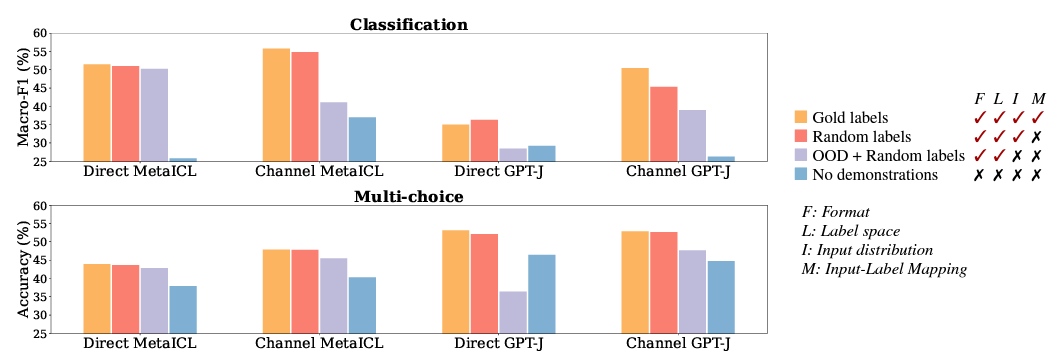 Classification
Macro-F1 (%)
60
55
50
45
40
35
30
25
Direct MetaICL
Channel MetaICL
Direct GPT-J
Channel GPT-J
Multi-choice
Accuracy (%)
60
55
50
45
40
35
30
25
Direct MetaICL
Channel MetaICL
Direct GPT-J
Channel GPT-J
F L I M
Gold labels ✓ ✓ ✓ ✓
Random labels ✓ ✓ ✓ ✗
OOD + Random labels ✓ ✓ ✗ ✗
No demonstrations ✗ ✗ ✗ ✗
F: Format
L: Label space
I: Input distribution
M: Input-Label Mapping